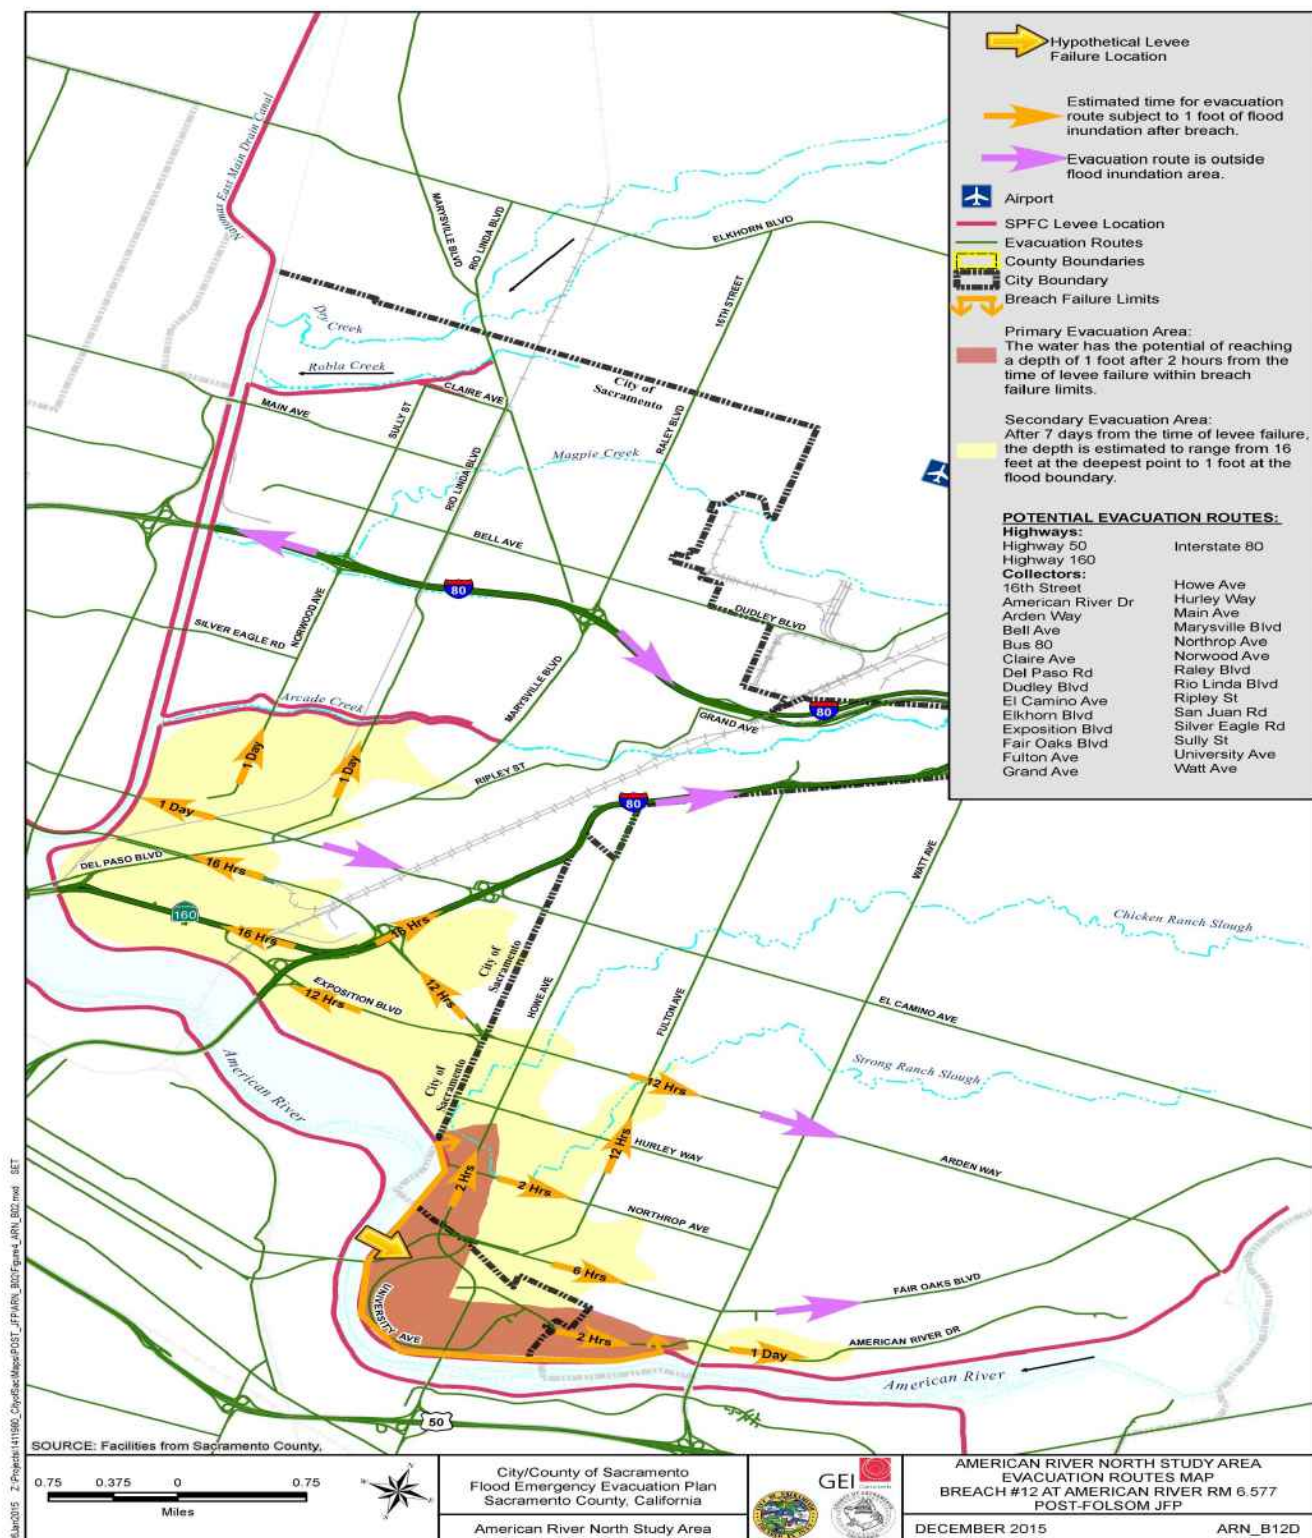 Hypothetical Levee
Failure Location
Estimated time for evacuation
route subject to 1 foot of flood
inundation after breach.
Evacuation route is outside
flood inundation area.
Airport
SPFC Levee Location
Evacuation Routes
County Boundaries
City Boundary
Breach Failure Limits
Primary Evacuation Area:
The water has the potential of reaching
a depth of 1 foot after 2 hours from the
time of levee failure within breach
failure limits.
Secondary Evacuation Area:
After 7 days from the time of levee failure,
the depth is estimated to range from 16
feet at the deepest point to 1 foot at the
flood boundary.
POTENTIAL EVACUATION ROUTES:
Highways:
Highway 50
Interstate 80
Highway 160
Collectors:
16th Street
American River Dr
Arden Way
Bell Ave
Bus 80
Claire Ave
Del Paso Rd
Dudley Blvd
El Camino Ave
Elkhorn Blvd
Exposition Blvd
Fair Oaks Blvd
Fulton Ave
Grand Ave
Howe Ave
Hurley Way
Main Ave
Marysville Blvd
Northrop Ave
Norwood Ave
Raley Blvd
Rio Linda Blvd
Ripley St
San Juan Rd
Silver Eagle Rd
Sully St
University Ave
Watt Ave
Natomas East Main Drain Canal
MARYSVILLE BLVD
RIO LINDA BLVD
ELKHORN BLVD
16TH STREET
Dry
Creek
Robla Creek
CLAIRE AVE
City of
Sacramento
MAIN AVE
SULLY ST
RIO LINDA BLVD
RALEY BLVD
Magpie Creek
BELL AVE
80
DUDLEY BLVD
NORWOOD AVE
SILVER EAGLE RD
MARYSVILLE BLVD
Arcade Creek
GRAND AVE
80
1 Day
1 Day
RIPLEY ST
1 Day
80
DEL PASO BLVD
16 Hrs
WATT AVE
160
16 Hrs
16 Hrs
Chicken Ranch Slough
City of
Sacramento
EXPOSITION BLVD
12 Hrs
12 Hrs
HOWE AVE
FULTON AVE
EL CAMINO AVE
American River
City of
Sacramento
Strong Ranch Slough
12 Hrs
12 Hrs
HURLEY WAY
ARDEN WAY
2 Hrs
2 Hrs
NORTHROP AVE
6 Hrs
FAIR OAKS BLVD
UNIVERSITY AVE
2 Hrs
1 Day
AMERICAN RIVER DR
American River
50
SOURCE: Facilities from Sacramento County,
0.75
0.375
0
0.75
Miles
City/County of Sacramento
Flood Emergency Evacuation Plan
Sacramento County, California
American River North Study Area
GEI
AMERICAN RIVER NORTH STUDY AREA
EVACUATION ROUTES MAP
BREACH #12 AT AMERICAN RIVER RM 6.577
POST-FOLSOM JFP
DECEMBER 2015
ARN_B12D